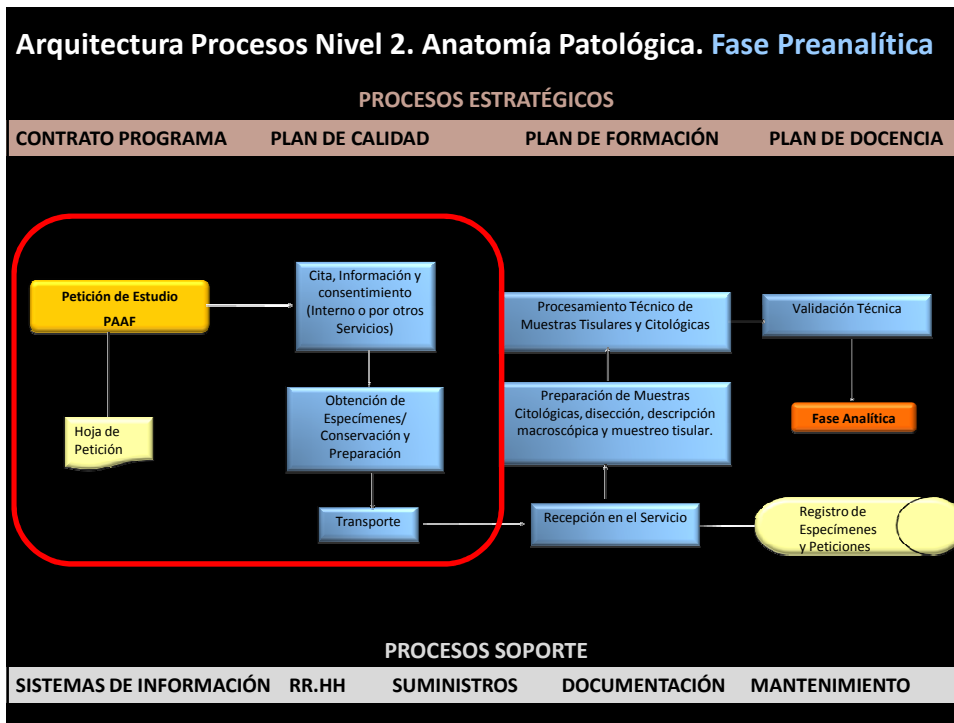 Arquitectura Procesos Nivel 2. Anatomía Patológica. Fase Preanalítica
PROCESOS ESTRATÉGICOS
CONTRATO PROGRAMA PLAN DE CALIDAD PLAN DE FORMACIÓN PLAN DE DOCENCIA
Petición de Estudio
PAAF
Hoja de
Petición
Cita, Información y
consentimiento
(Interno o por otros
Servicios)
Obtención de
Especímenes/
Conservación y
Preparación
Transporte
Procesamiento Técnico de
Muestras Tisulares y Citológicas
Preparación de Muestras
Citológicas, disección, descripción
macroscópica y muestreo tisular.
Recepción en el Servicio
Validación Técnica
Fase Analítica
Registro de
Especímenes
y Peticiones
PROCESOS SOPORTE
SISTEMAS DE INFORMACIÓN RR.HH SUMINISTROS DOCUMENTACIÓN MANTENIMIENTO